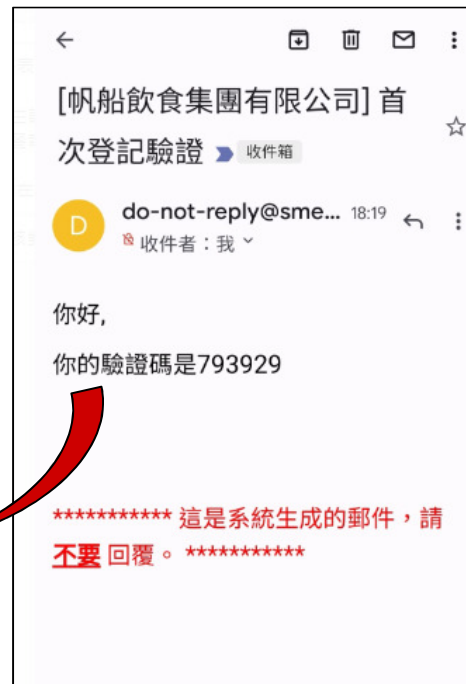 [帆船飲食集團有限公司] 首
次登記驗證 收件箱
D
do-not-reply@sme... 18:19
收件者：我
你好,
你的驗證碼是793929
*********** 這是系統生成的郵件，請
不要 回覆。 ***********